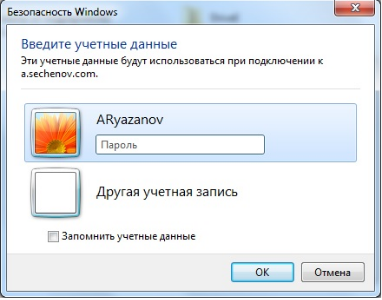 Безопасность Windows
Введите учетные данные
Эти учетные данные будут использоваться при подключении к
a.sechenov.com.
ARyazanov
Пароль
Другая учетная запись
Запомнить учетные данные
ОК
Отмена